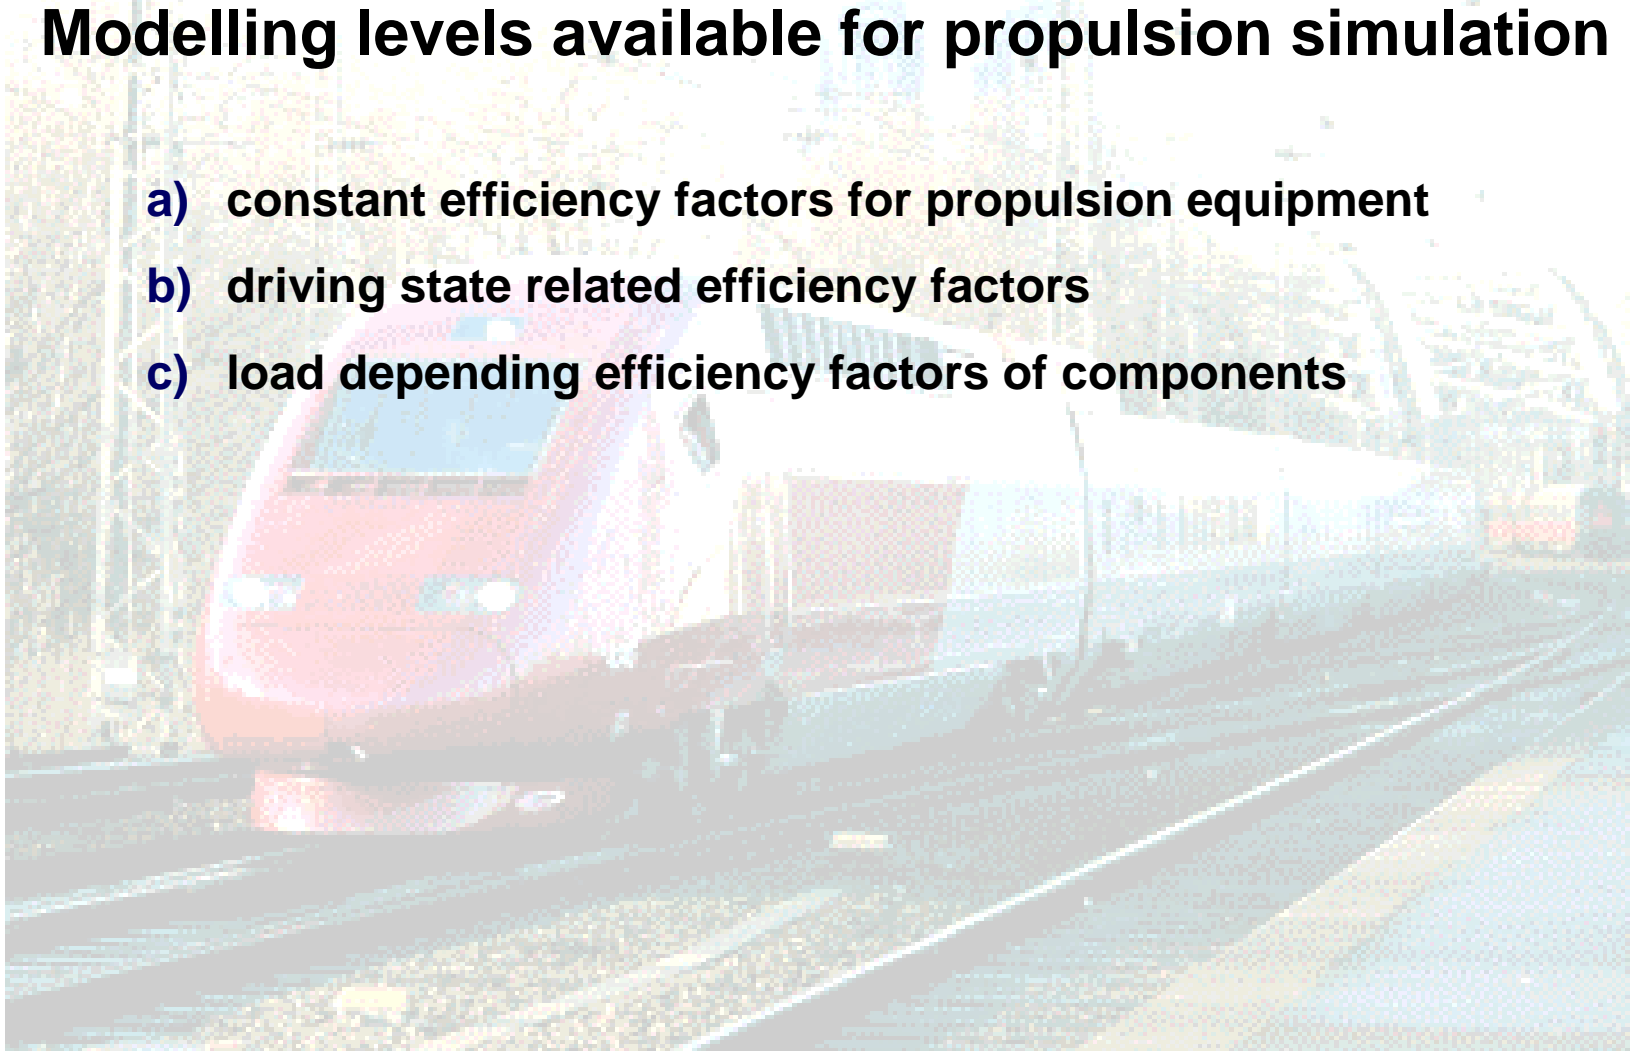 Modelling levels available for propulsion simulation
a) constant efficiency factors for propulsion equipment
b) driving state related efficiency factors
c) load depending efficiency factors of components